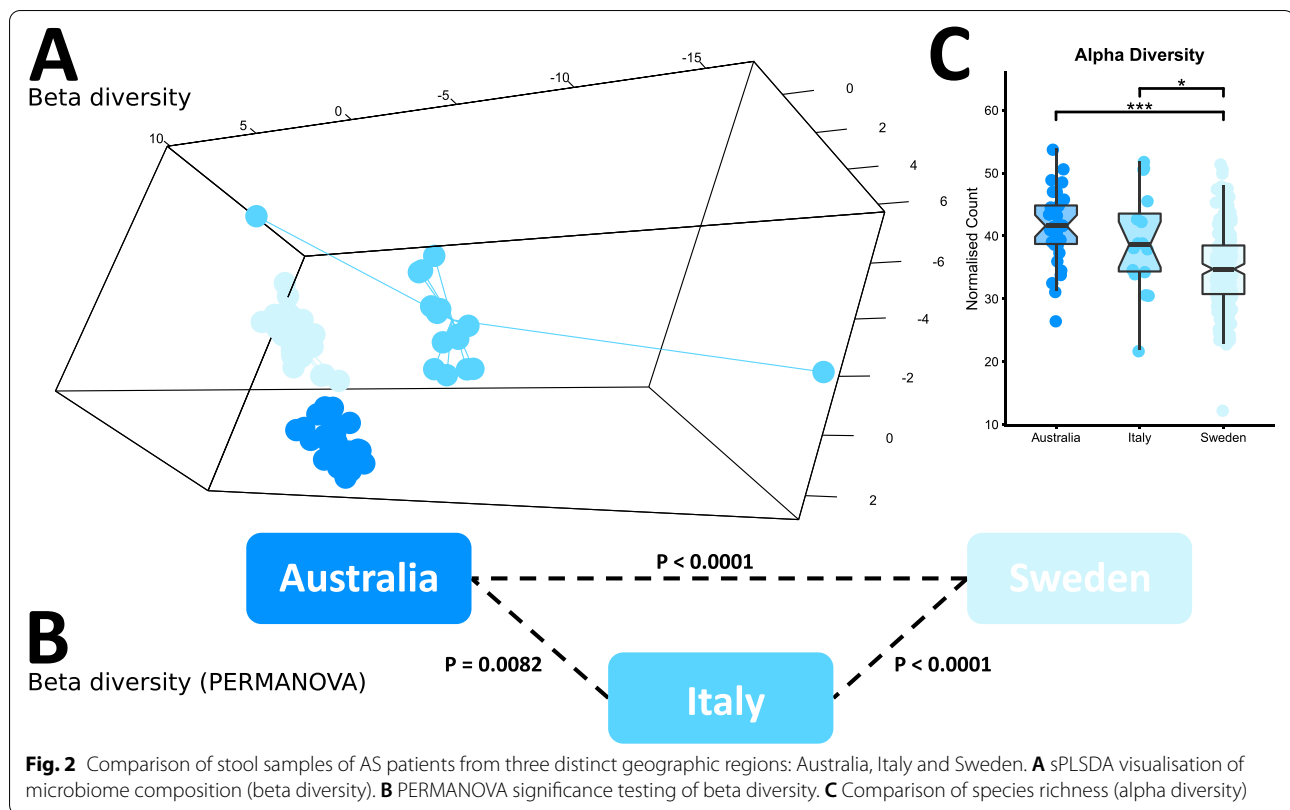 A
Beta diversity
10
5
0
-5
-10
-15
0
2
4
6
-6
-4
-2
0
2
C
Alpha Diversity
*
***
Normalised Count
60
50
40
30
20
10
Australia
Italy
Sweden
Australia
P < 0.0001
Sweden
B
Beta diversity (PERMANOVA)
P = 0.0082
P < 0.0001
Italy
Fig. 2 Comparison of stool samples of AS patients from three distinct geographic regions: Australia, Italy and Sweden. A sPLSDA visualisation of
microbiome composition (beta diversity). B PERMANOVA significance testing of beta diversity. C Comparison of species richness (alpha diversity)